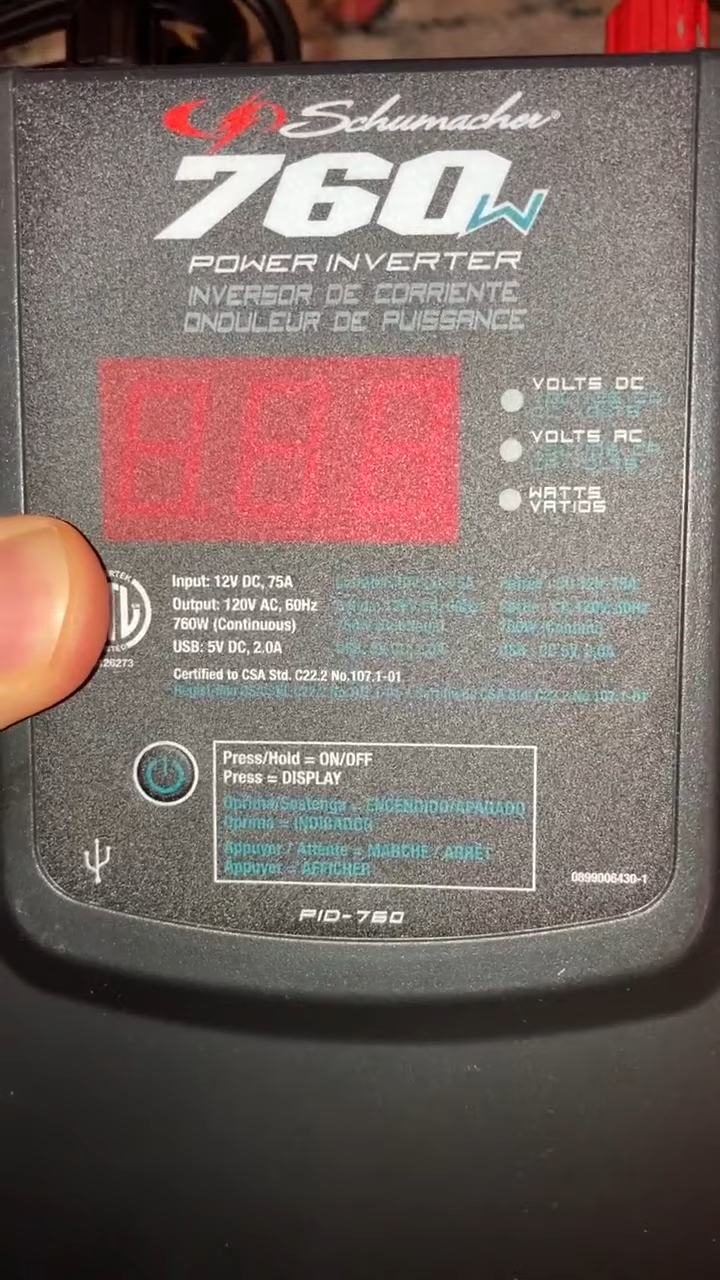 Schumacher®
760W
POWER INVERTER
INVERSOR DE CORRIENTE
ONDULEUR DE PUISSANCE
VOLTS DC
VOLTS AC
WATTS
VATIOS
Input: 12V DC, 75A
Output: 120V AC, 60Hz
760W (Continuous)
USB: 5V DC, 2.0A
26273
Certified to CSA Std. C22.2 No.107.1-01
Press/Hold = ON/OFF
Press = DISPLAY
Oprima/Sostenga = ENCENDIDO/APAGADO
Oprima = INDICADOR
Appuyer / Attente = MARCHE / ARRÊT
Appuyer = AFFICHER
0899006430-1
PID-760